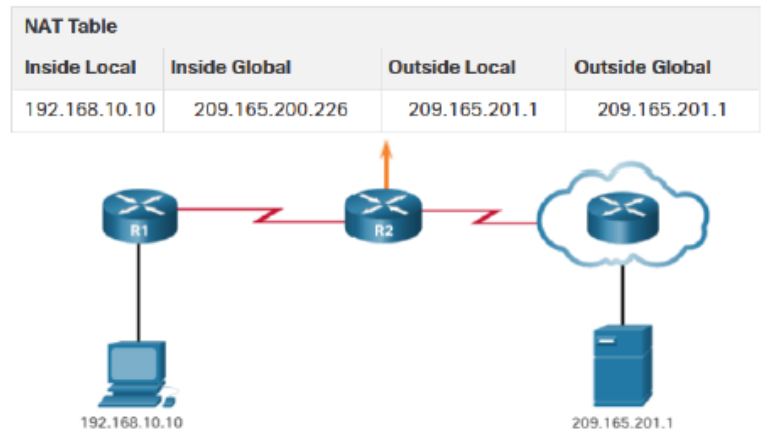 NAT Table
Inside Local Inside Global Outside Local Outside Global
192.168.10.10 209.165.200.226 209.165.201.1 209.165.201.1
R1 R2
192.168.10.10 209.165.201.1